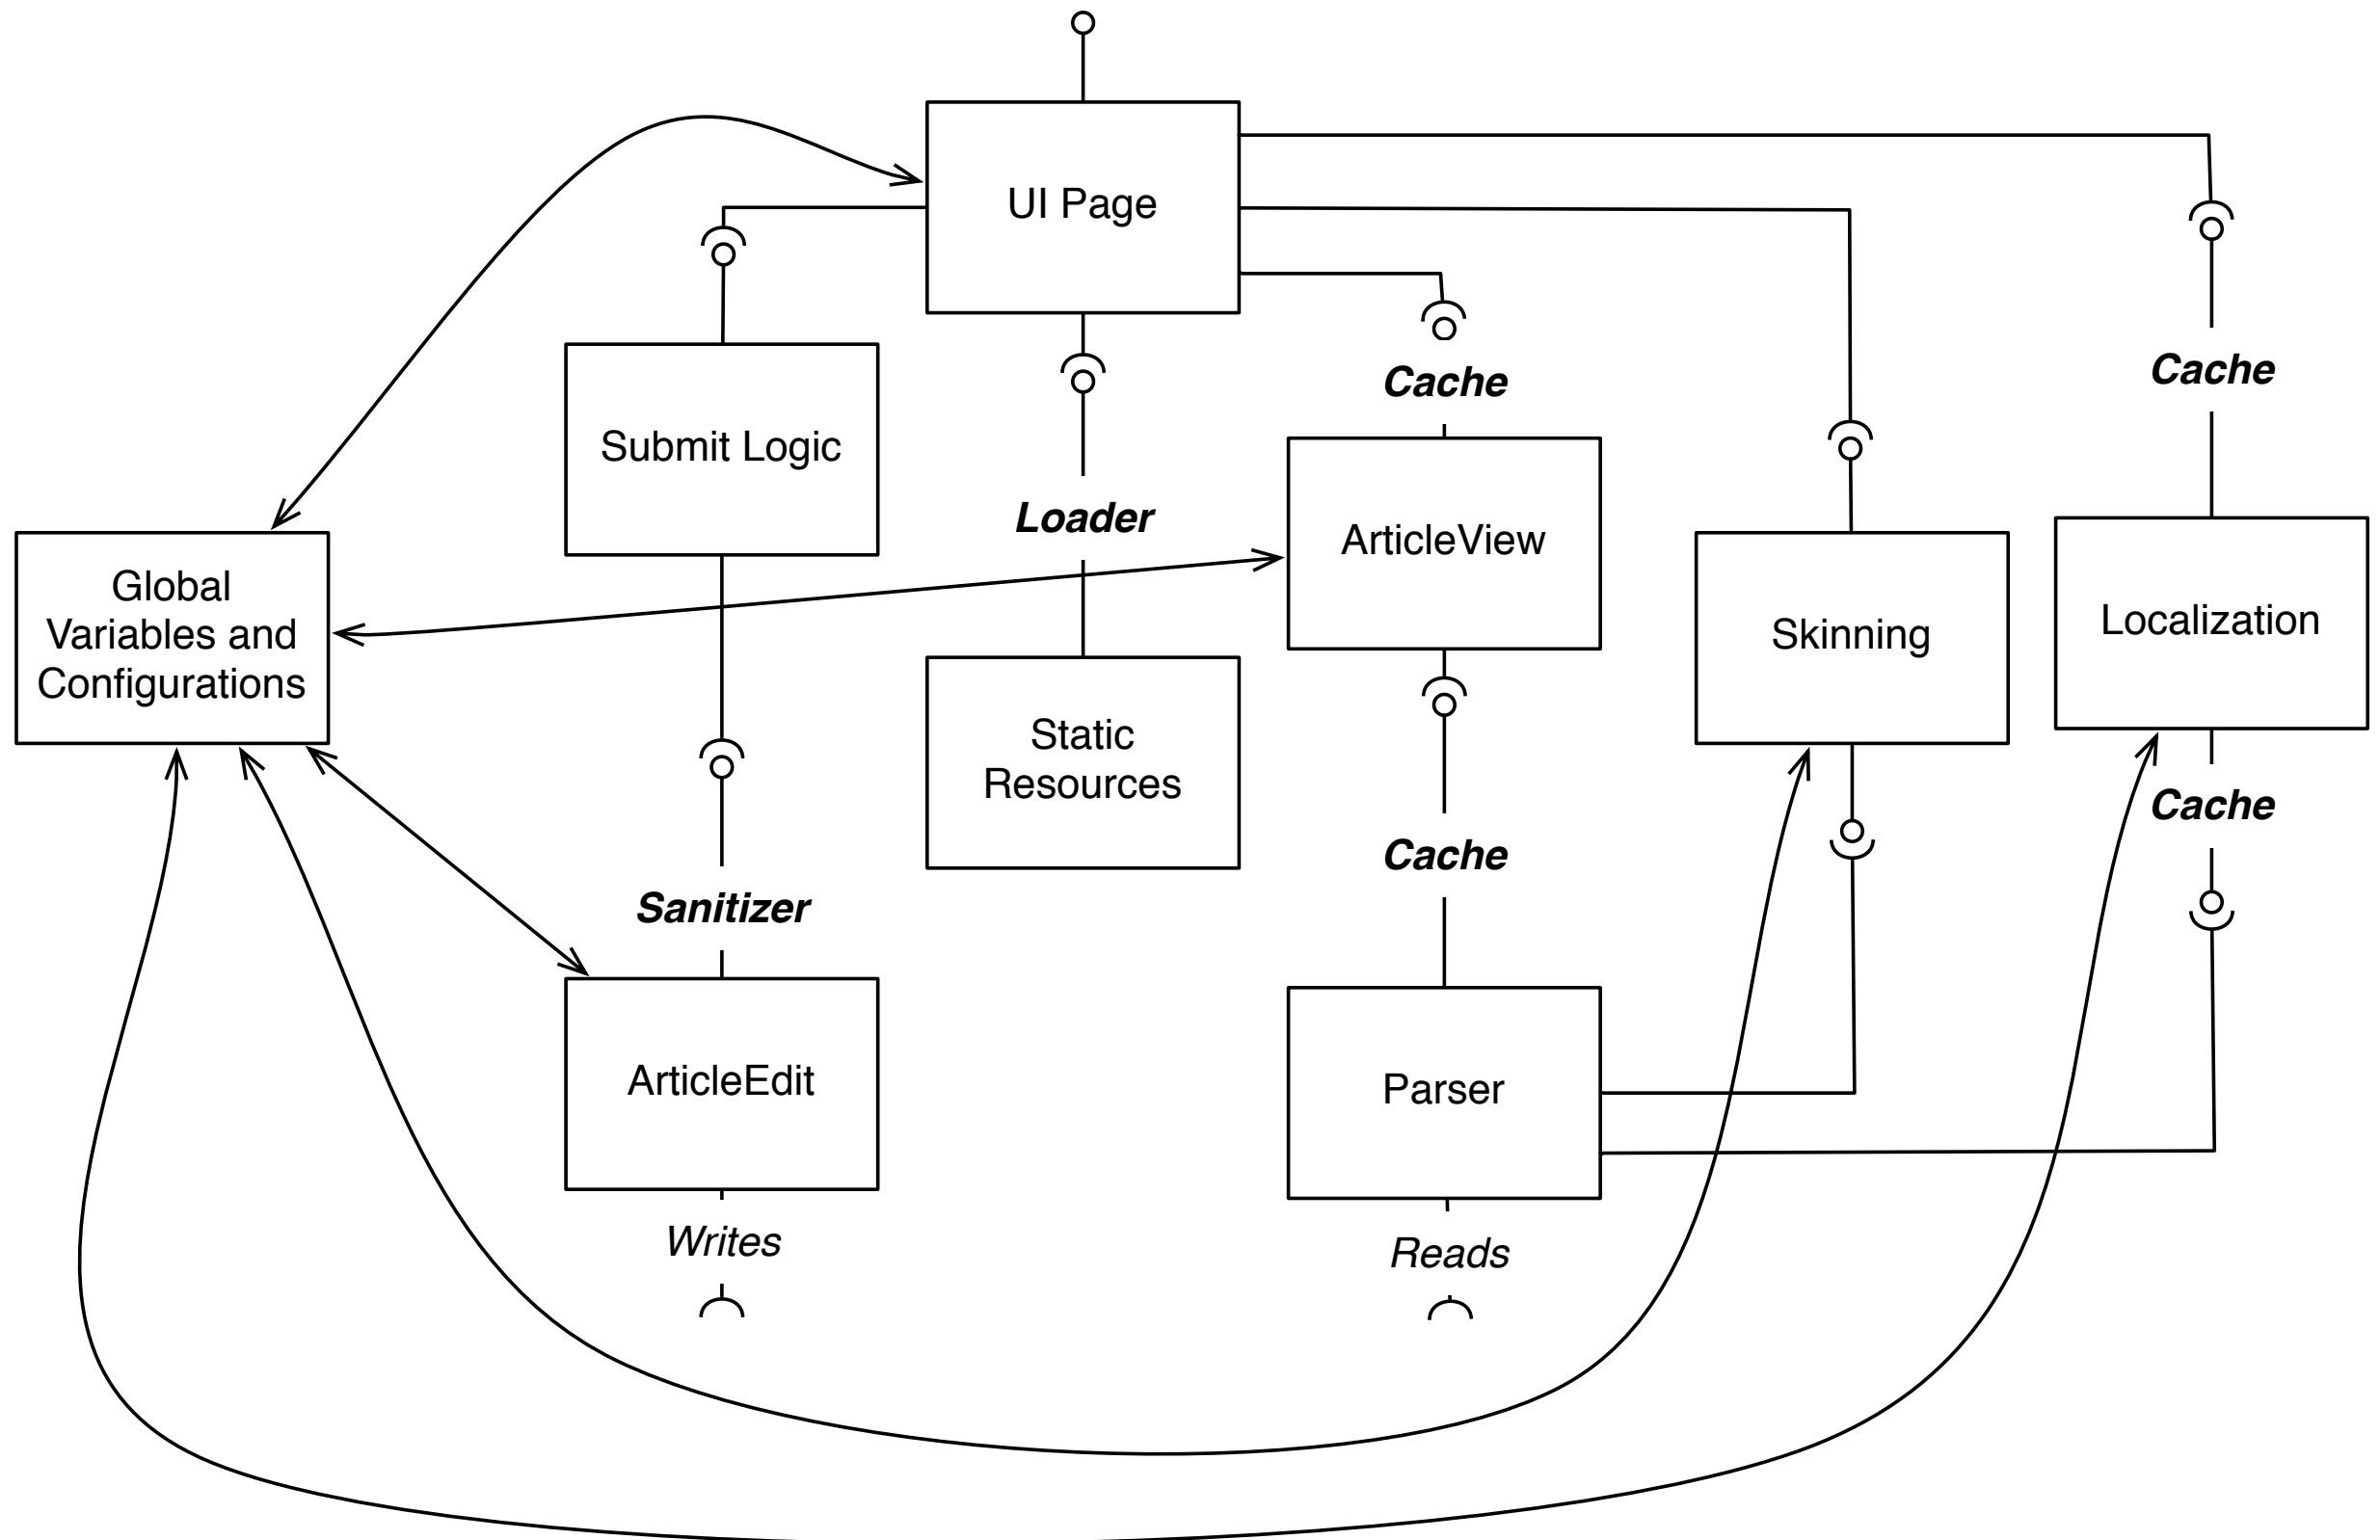 UI Page
Submit Logic
Cache
Cache
Loader
ArticleView
Global
Variables and
Configurations
Skinning
Localization
Static
Resources
Cache
Cache
Sanitizer
ArticleEdit
Parser
Writes
Reads